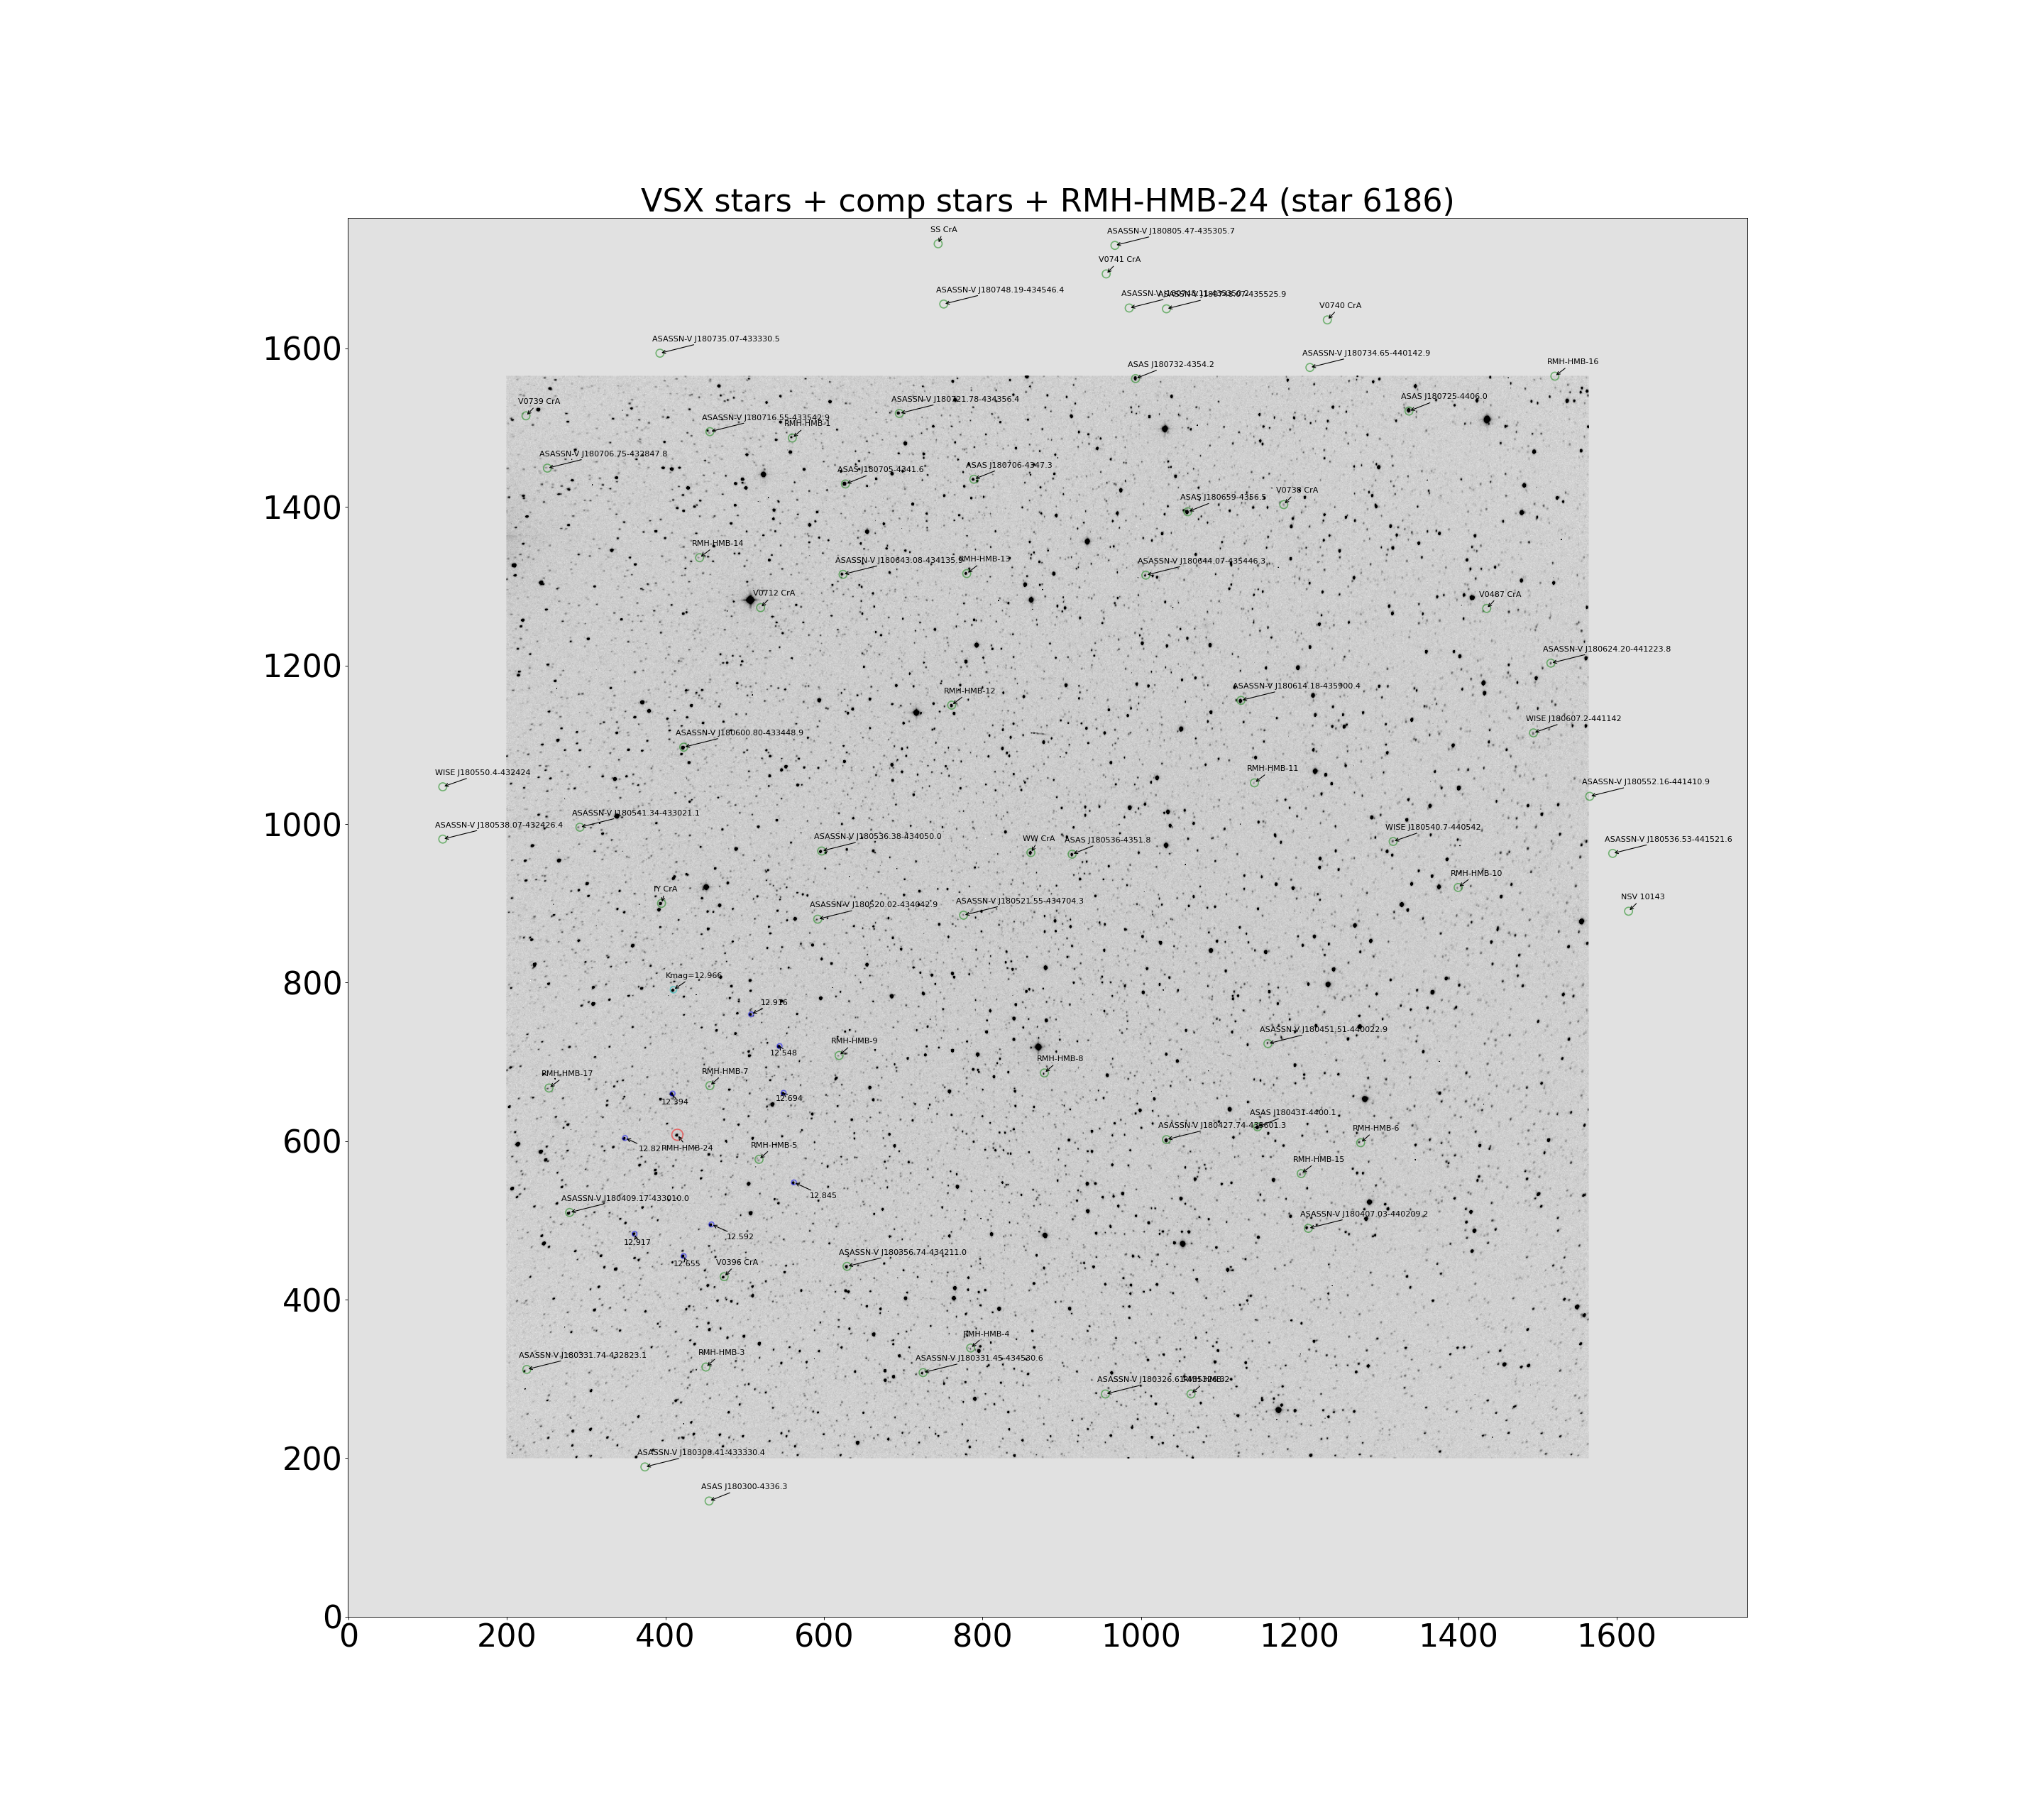 VSX stars + comp stars + RMH-HMB-24 (star 6186)
SS CrA
ASASSN-V J180805.47-435305.7
V0741 CrA
ASASSN-V J180748.19-434546.4
435525.9
V0740 CrA
ASASSN-V J180735.07-433330.5
ASASSN-V J180734.65-440142.9
ASAS J180732-4354.2
RMH-HMB-16
1600
V0739 CrA
ASASSN-V J180721.78-434356.4
ASAS J180725-4406.0
ASASSN-V J180716.55-433542.9
RMH-HMB-1
ASASSN-V J180706.75-432847.8
ASAS J180705-4341.6
ASAS J180706-4347.3
ASAS J180659-4356.5
V0738 CrA
1400
RMH-HMB-14
ASASSN-V J180643.08-434135.9
RMH-HMB-13
ASASSN-V J180644.07-435446.3
V0712 CrA
V0487 CrA
1200
ASASSN-V J180624.20-441223.8
RMH-HMB-12
ASASSN-V J180614.18-435900.4
WISE J180607.2-441142
ASASSN-V J180600.80-433448.9
WISE J180550.4-432424
RMH-HMB-11
ASASSN-V J180552.16-441410.9
1000
ASASSN-V J180541.34-433021.1
ASASSN-V J180538.07-432426.4
ASASSN-V J180536.38-434050.0
WW CrA
ASAS J180536-4351.8
WISE J180540.7-440542
ASASSN-V J180536.53-441521.6
IY CrA
RMH-HMB-10
NSV 10143
ASASSN-V J180520.02-434042.9
ASASSN-V J180521.55-434704.3
800
Kmag=12.966
12.916
12.548
RMH-HMB-9
ASASSN-V J180451.51-440022.9
RMH-HMB-8
RMH-HMB-17
RMH-HMB-7
12.394
12.694
600
RMH-HMB-24
RMH-HMB-5
ASASSN-V J180427.74-435601.3
ASAS J180431-4400.1
RMH-HMB-6
RMH-HMB-15
12.845
ASASSN-V J180409.17-433010.0
ASASSN-V J180407.03-440209.2
12.917
12.592
12.655
V0396 CrA
ASASSN-V J180356.74-434211.0
400
RMH-HMB-4
RMH-HMB-3
ASASSN-V J180331.74-432823.1
ASASSN-V J180331.45-434530.6
200
ASASSN-V J180308.41-433330.4
ASAS J180300-4336.3
0
0 200 400 600 800 1000 1200 1400 1600